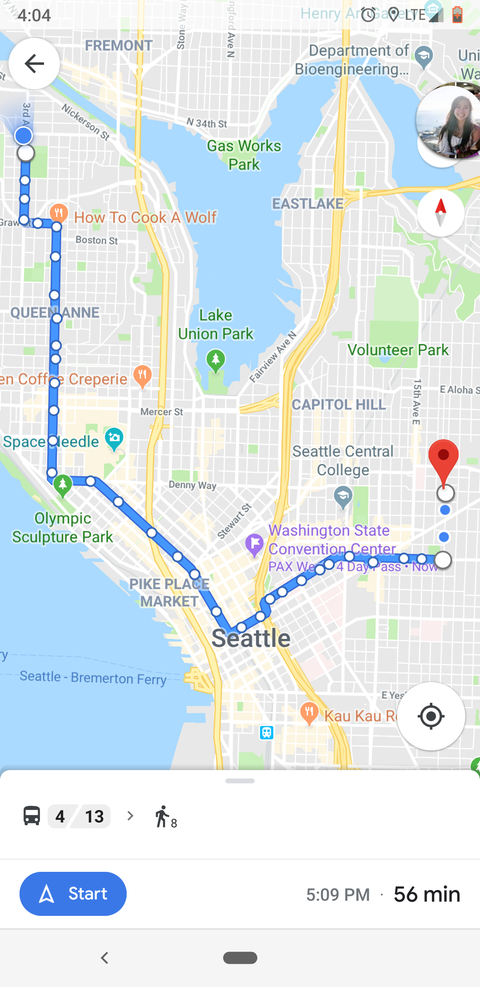 4:04
LTE
Henry Art Ga
FREMONT
Stone Way N
Department of
Bioengineering...
Uni
Wa
3rd A
Nickerson St
N 34th St
Gas Works
Park
EASTLAKE
How To Cook A Wolf
Boston St
QUEEN ANNE
Lake
Union Park
Fairview Ave N
Volunteer Park
en Coffee Creperie
15th Ave E
E Aloha S
Mercer St
CAPITOL HILL
Space Needle
Seattle Central
College
Denny Way
Stewart St
Olympic
Sculpture Park
Washington State
Convention Center
PAX West 4 Day Pass • Now
PIKE PLACE
MARKET
Seattle
Seattle - Bremerton Ferry
ry
E Yes
Kau Kau R
4 / 13
8
Start
5:09 PM · 56 min